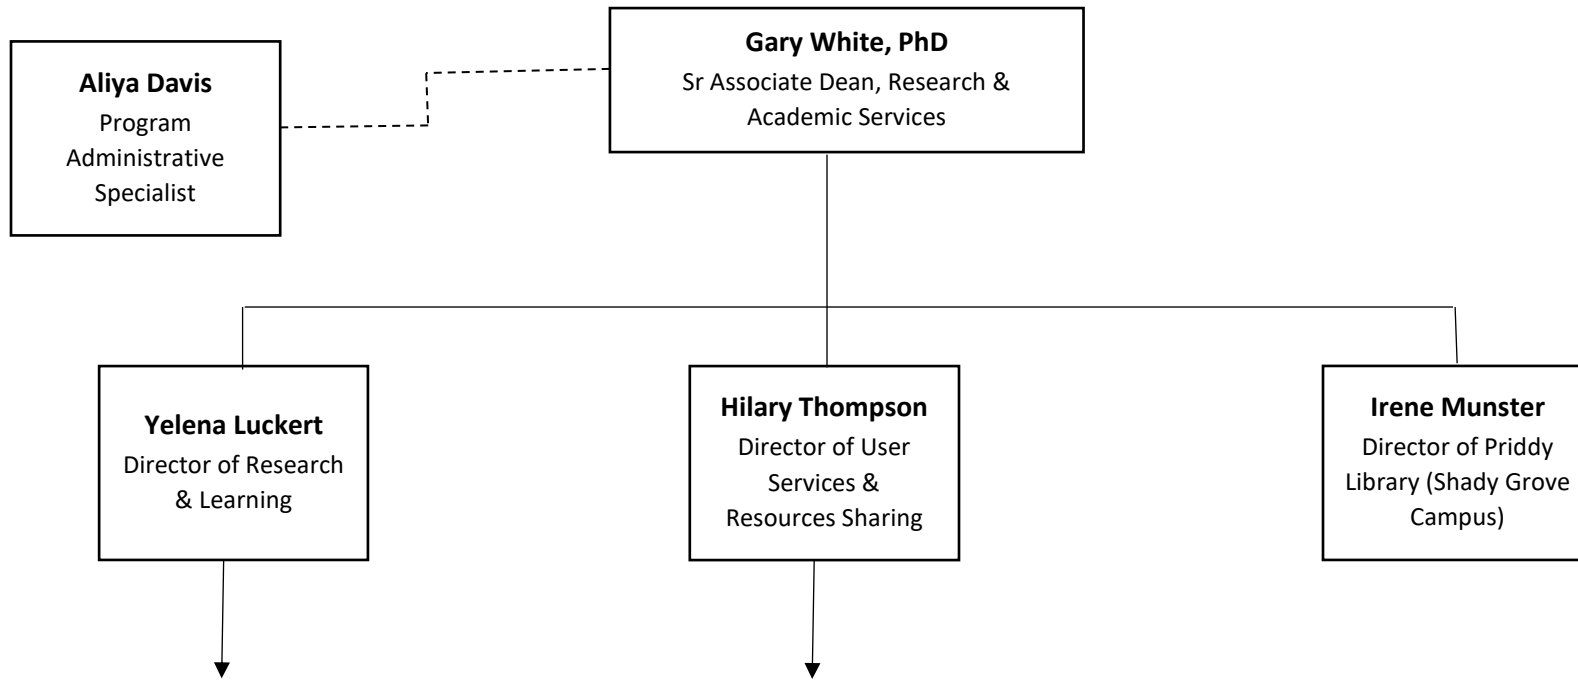 Gary White, PhD
Sr Associate Dean, Research &
Academic Services
Aliya Davis
Program
Administrative
Specialist
Yelena Luckert
Director of Research
& Learning
Hilary Thompson
Director of User
Services &
Resources Sharing
Irene Munster
Director of Priddy
Library (Shady Grove
Campus)